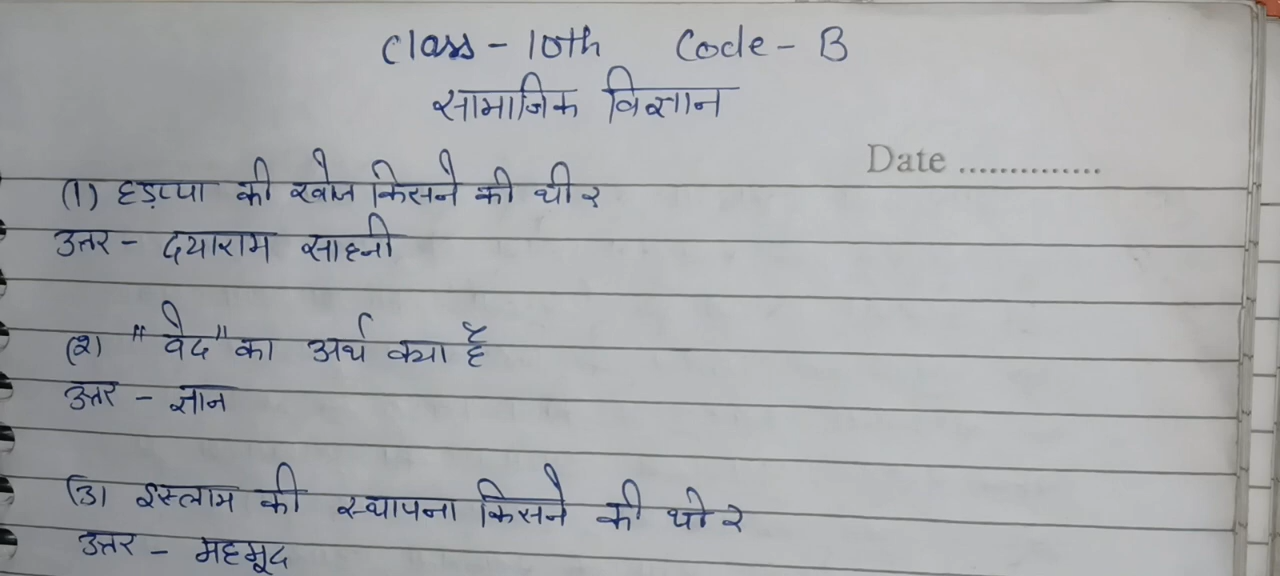 Class - 10th Code - B
सामाजिक विज्ञान
Date ..............
(1) हड़प्पा की खोज किसने की थी ?
उत्तर - दयाराम साहनी
(2) "वेद" का अर्थ क्या है
उत्तर - ज्ञान
(3) इस्लाम की स्थापना किसने की थी ?
उत्तर - महमूद